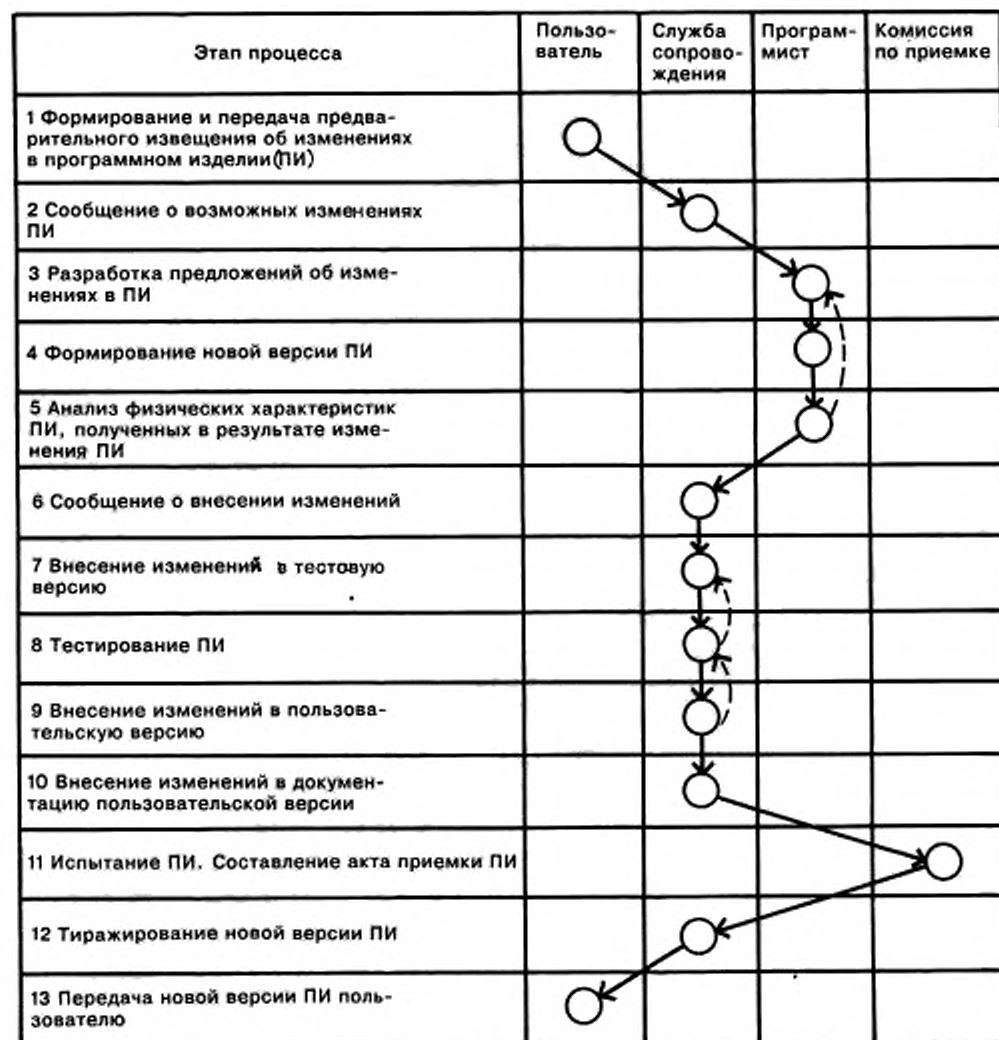 Этап процесса
Пользо-
ватель
Служба
сопрово-
ждения
Програм-
мист
Комиссия
по приемке
1 Формирование и передача предва-
рительного извещения об изменениях
в программном изделии (ПИ)
2 Сообщение о возможных изменениях
ПИ
3 Разработка предложений об изме-
нениях в ПИ
4 Формирование новой версии ПИ
5 Анализ физических характеристик
ПИ, полученных в результате изме-
нения ПИ
6 Сообщение о внесении изменений
7 Внесение изменений в тестовую
версию
8 Тестирование ПИ
9 Внесение изменений в пользова-
тельскую версию
10 Внесение изменений в докумен-
тацию пользовательской версии
11 Испытание ПИ. Составление акта приемки ПИ
12 Тиражирование новой версии ПИ
13 Передача новой версии ПИ поль-
зователю